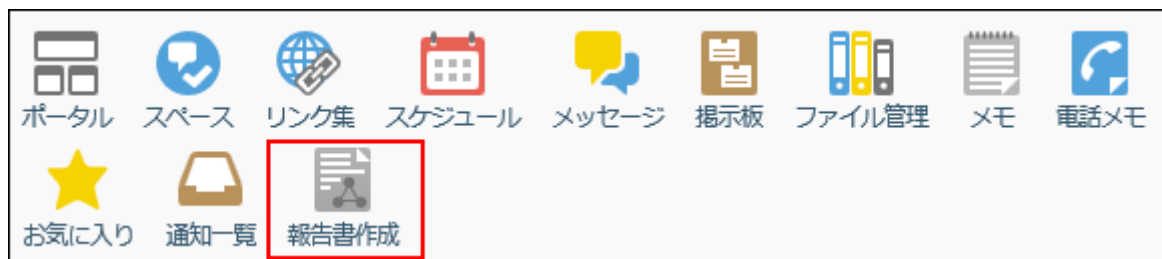 ポータル スペース リンク集 スケジュール メッセージ 掲示板 ファイル管理 メモ 電話メモ
お気に入り 通知一覧 報告書作成